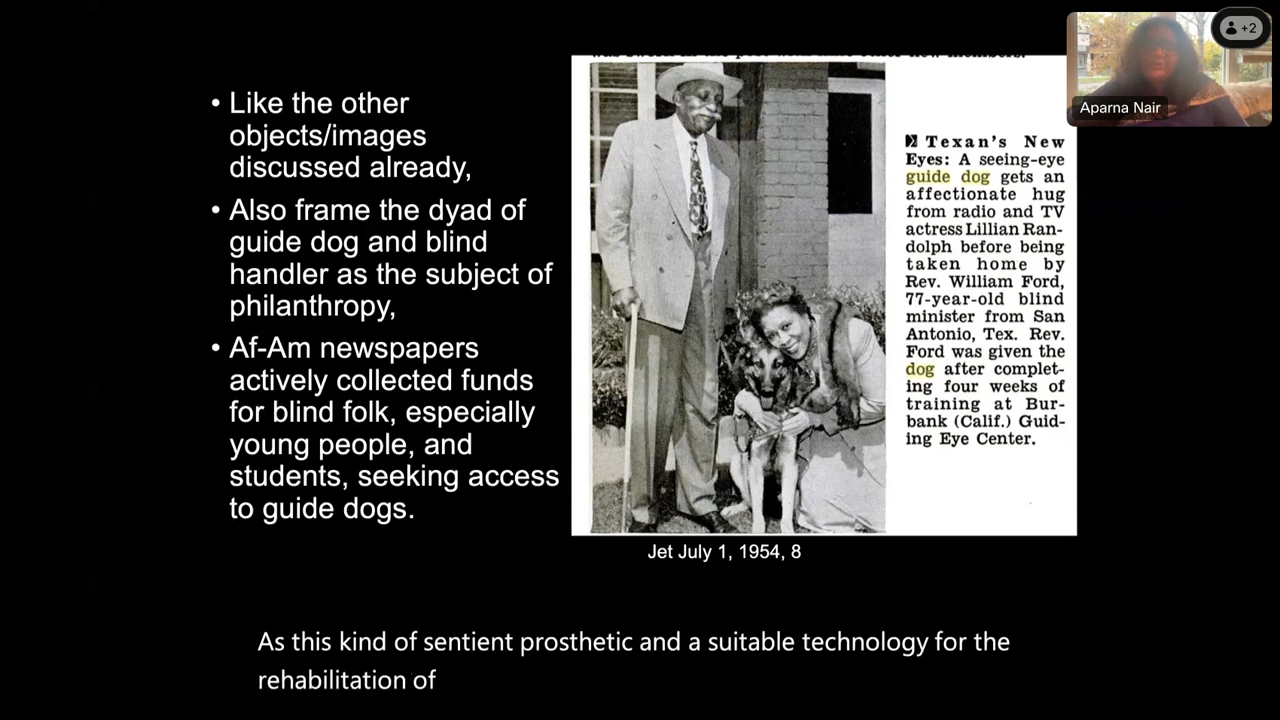 • Like the other
objects/images
discussed already,
• Also frame the dyad of
guide dog and blind
handler as the subject of
philanthropy,
• Af-Am newspapers
actively collected funds
for blind folk, especially
young people, and
students, seeking access
to guide dogs.
Texan's New
Eyes: A seeing-eye
guide dog gets an
affectionate hug
from radio and TV
actress Lillian Ran-
dolph before being
taken home by
Rev. William Ford,
77-year-old blind
minister from San
Antonio, Tex. Rev.
Ford was given the
dog after complet-
ing four weeks of
training at Bur-
bank (Calif.) Guid-
ing Eye Center.
Jet July 1, 1954, 8
+2
Aparna Nair
As this kind of sentient prosthetic and a suitable technology for the
rehabilitation of